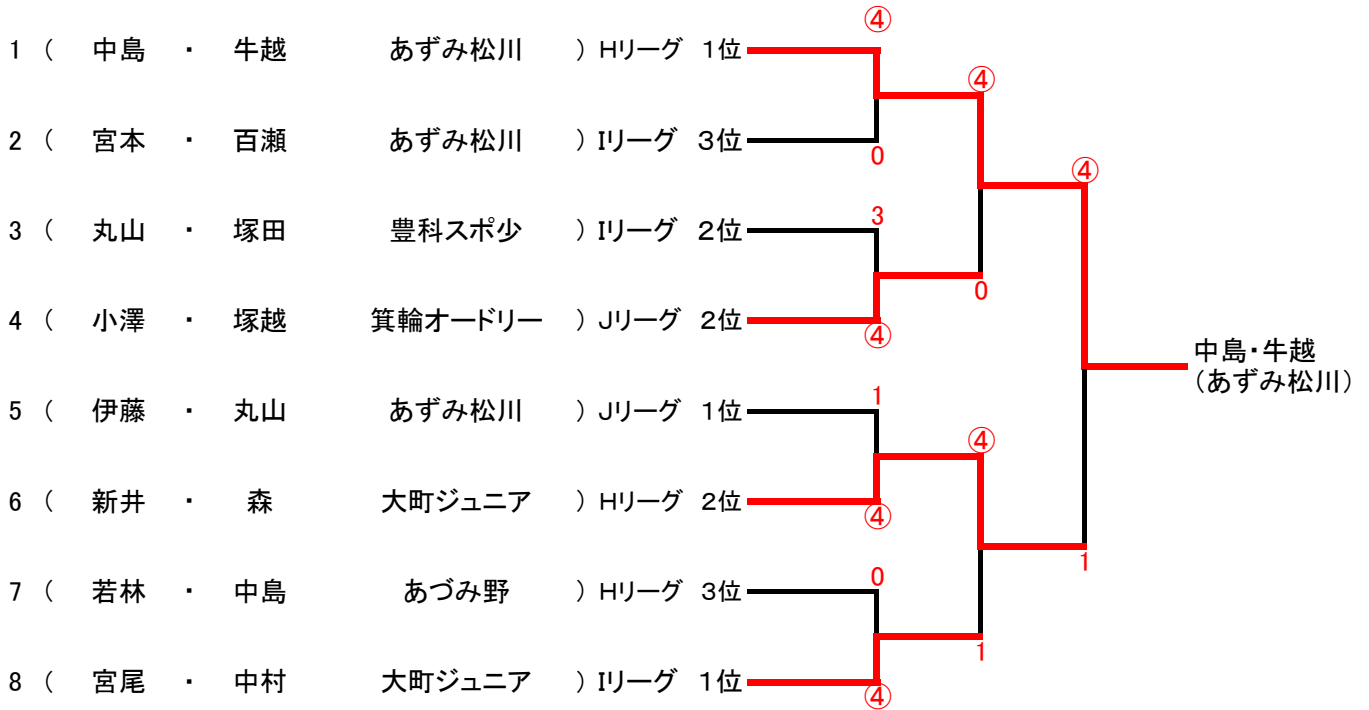 ④
1 ( 中島 ・ 牛越 あずみ松川 ) Hリーグ 1位
④
2 ( 宮本 ・ 百瀬 あずみ松川 ) Iリーグ 3位
0
④
3 ( 丸山 ・ 塚田 豊科スポ少 ) Iリーグ 2位
3
0
4 ( 小澤 ・ 塚越 箕輪オードリー ) Jリーグ 2位
④
中島・牛越
(あずみ松川)
1
5 ( 伊藤 ・ 丸山 あずみ松川 ) Jリーグ 1位
④
6 ( 新井 ・ 森 大町ジュニア ) Hリーグ 2位
④
1
0
7 ( 若林 ・ 中島 あづみ野 ) Hリーグ 3位
1
8 ( 宮尾 ・ 中村 大町ジュニア ) Iリーグ 1位
④